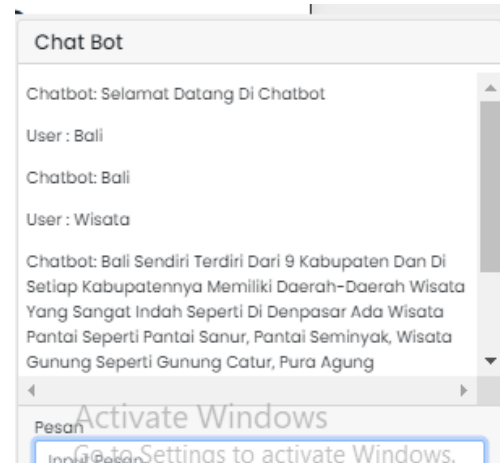 Chat Bot
Chatbot: Selamat Datang Di Chatbot
User : Bali
Chatbot: Bali
User : Wisata
Chatbot: Bali Sendiri Terdiri Dari 9 Kabupaten Dan Di
Setiap Kabupatennya Memiliki Daerah-Daerah Wisata
Yang Sangat Indah Seperti Di Denpasar Ada Wisata
Pantai Seperti Pantai Sanur, Pantai Seminyak, Wisata
Gunung Seperti Gunung Catur, Pura Agung
Activate Windows
Pesan
Go to Settings to activate Windows.
Input Pesan